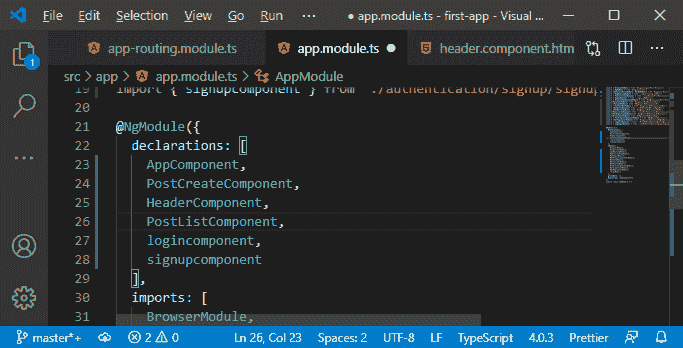 File Edit Selection View Go Run ... ● app.module.ts - first-app - Visual ...
app-routing.module.ts app.module.ts ● header.component.htm ...
src > app > app.module.ts > AppModule
19 import { signupcomponent } from "./authentication/signup/signup
20
21 @NgModule({
22 declarations: [
23 AppComponent,
24 PostCreateComponent,
25 HeaderComponent,
26 PostListComponent,
27 logincomponent,
28 signupcomponent
29 ],
30 imports: [
31 BrowserModule,
1
master*+ 2 0 Ln 26, Col 23 Spaces: 2 UTF-8 LF TypeScript 4.0.3 Prettier